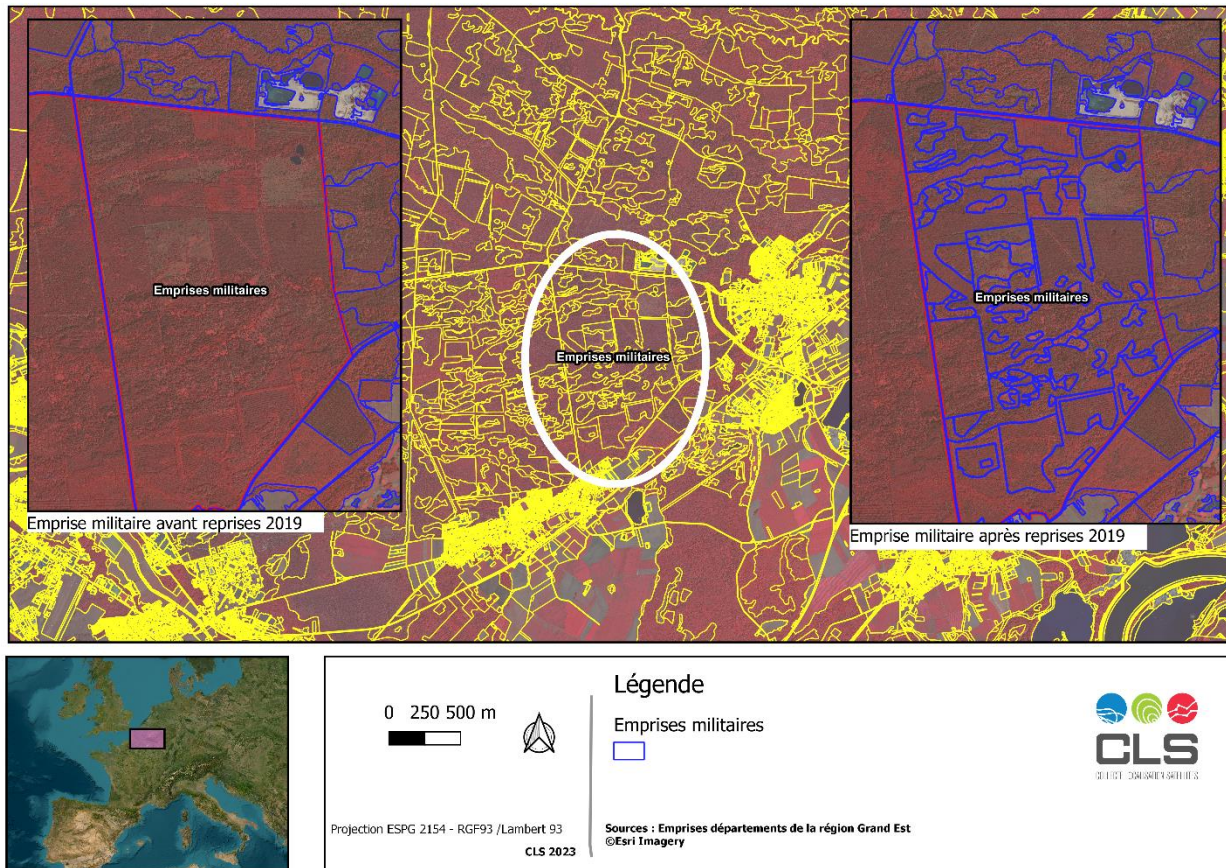 Emprises militaires
Emprise militaire avant reprises 2019
Emprises militaires
Emprises militaires
Emprise militaire après reprises 2019
0 250 500 m
Projection ESPG 2154 - RGF93 /Lambert 93
CLS 2023
Légende
Emprises militaires
Sources : Emprises départements de la région Grand Est
©Esri Imagery
CLS